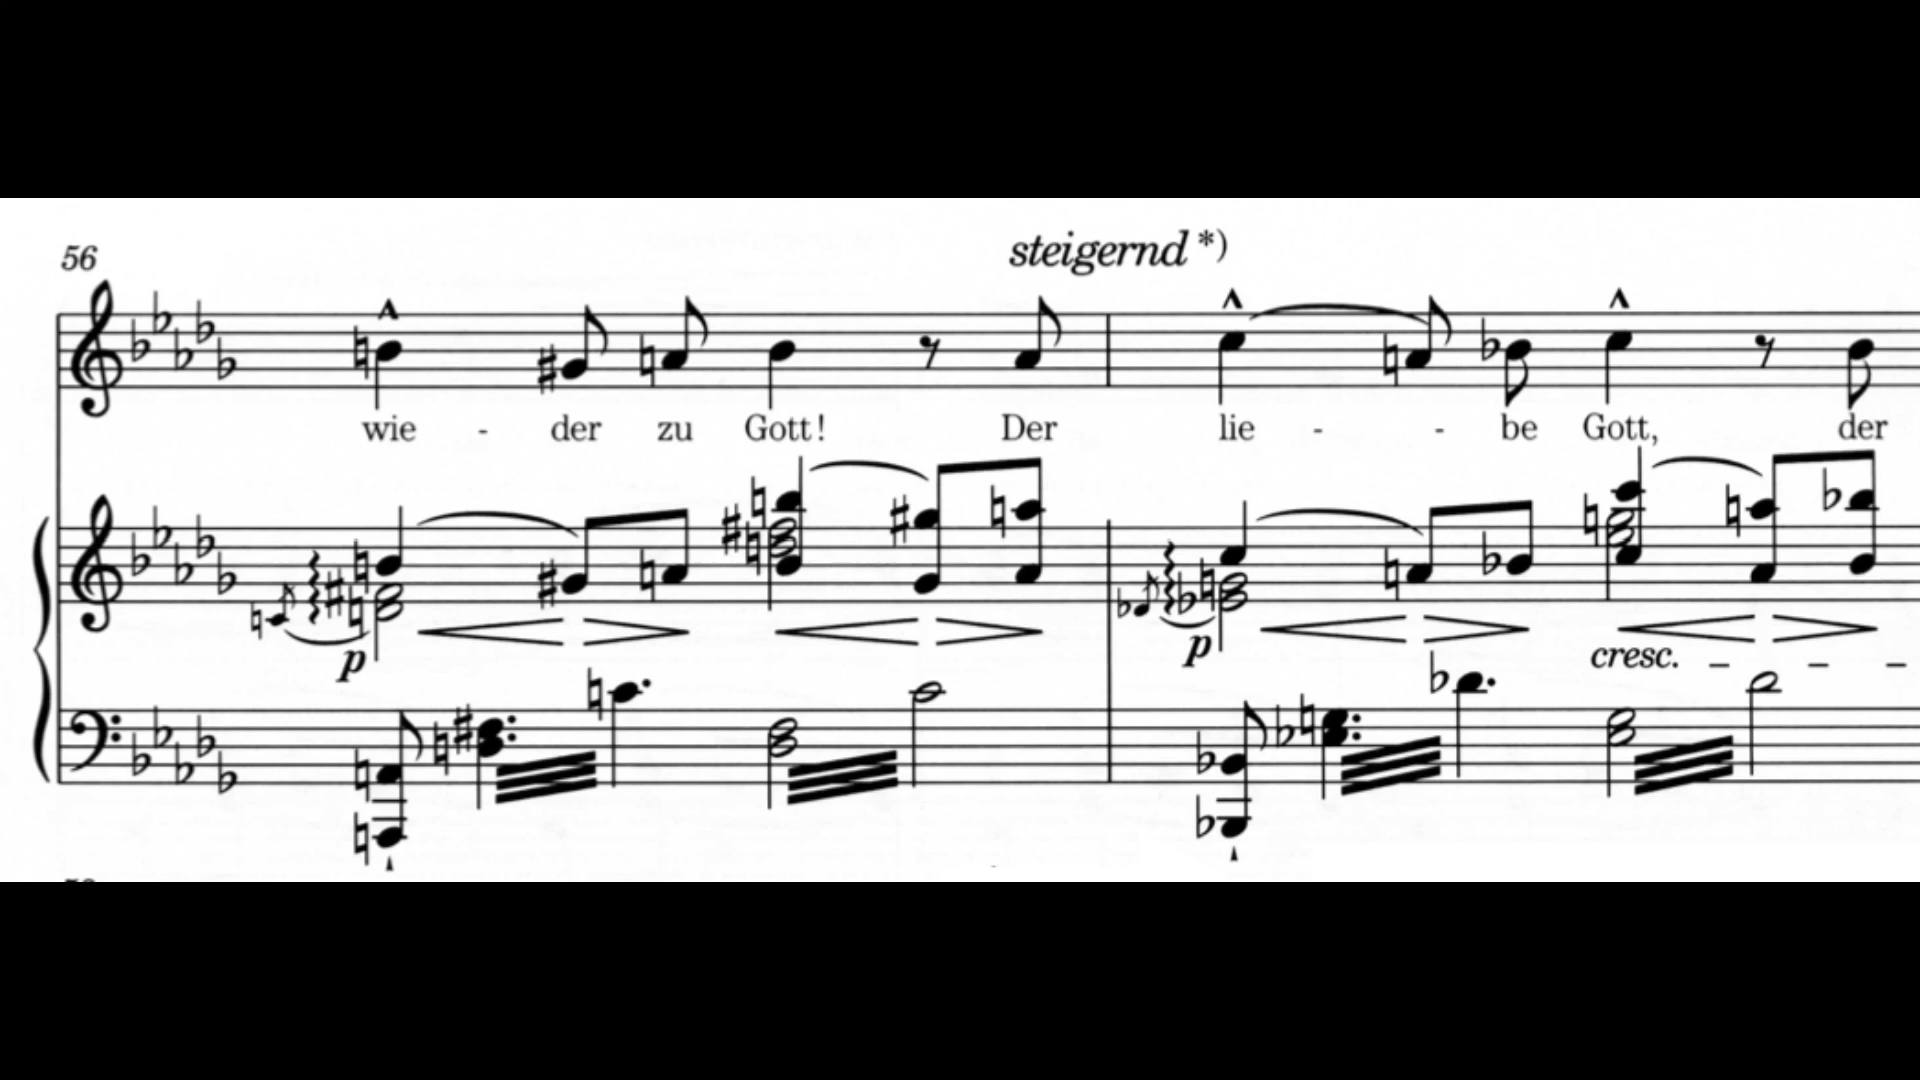 56
steigernd *)
wie - der zu Gott! Der lie - - be Gott, der
p p cresc. _ _ _